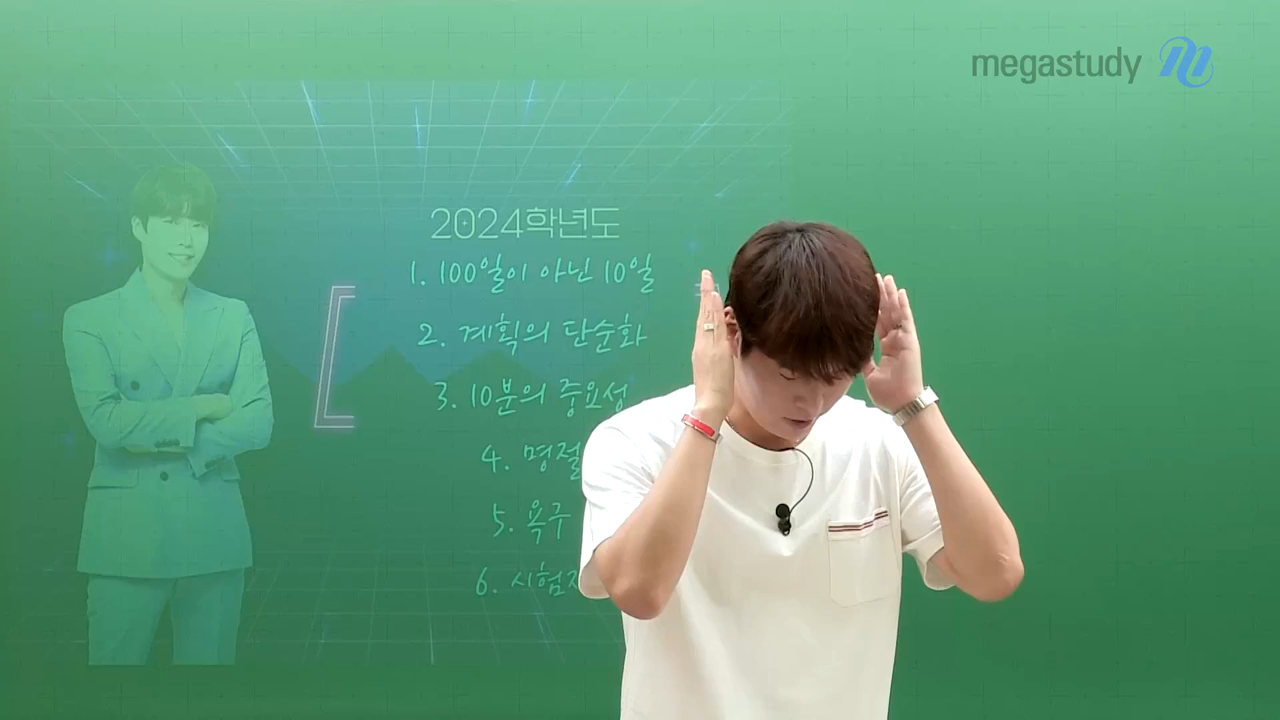 megastudy
2024학년도
1. 100일이 아닌 10일
2. 계획의 단순화
3. 10분의 중요성
4. 명절
5. 욕구
6. 시험지